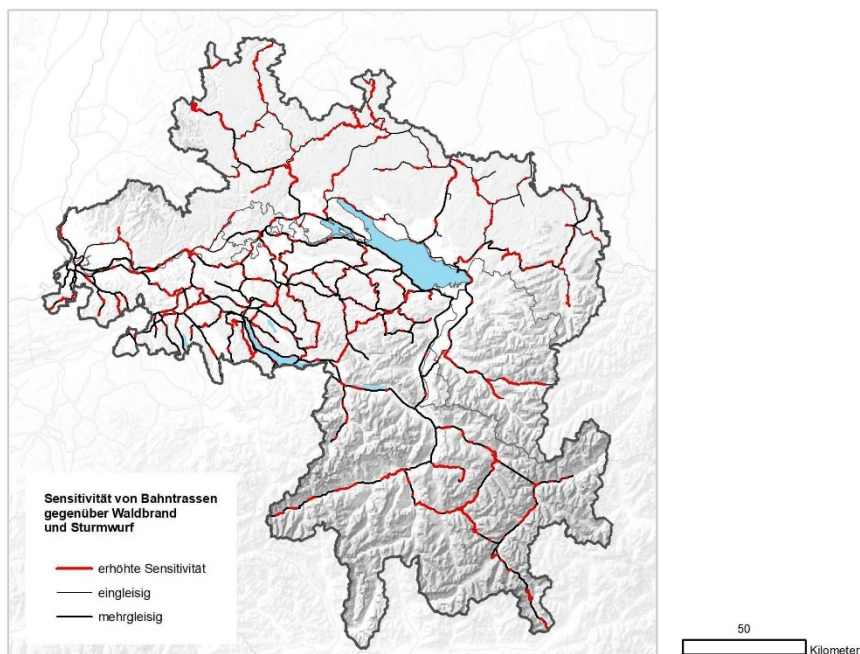 Sensitivität von Bahntrassen
gegenüber Waldbrand
und Sturmwurf
erhöhte Sensitivität
eingleisig
mehrgleisig
50
Kilometer